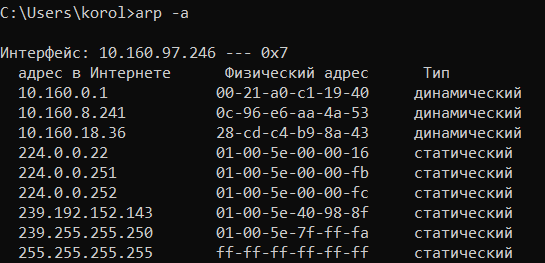 C:\Users\korol>arp -a
Интерфейс: 10.160.97.246 --- 0x7
адрес в Интернете Физический адрес Тип
10.160.0.1 00-21-a0-c1-19-40 динамический
10.160.8.241 0c-96-e6-aa-4a-53 динамический
10.160.18.36 28-cd-c4-b9-8a-43 динамический
224.0.0.22 01-00-5e-00-00-16 статический
224.0.0.251 01-00-5e-00-00-fb статический
224.0.0.252 01-00-5e-00-00-fc статический
239.192.152.143 01-00-5e-40-98-8f статический
239.255.255.250 01-00-5e-7f-ff-fa статический
255.255.255.255 ff-ff-ff-ff-ff-ff статический